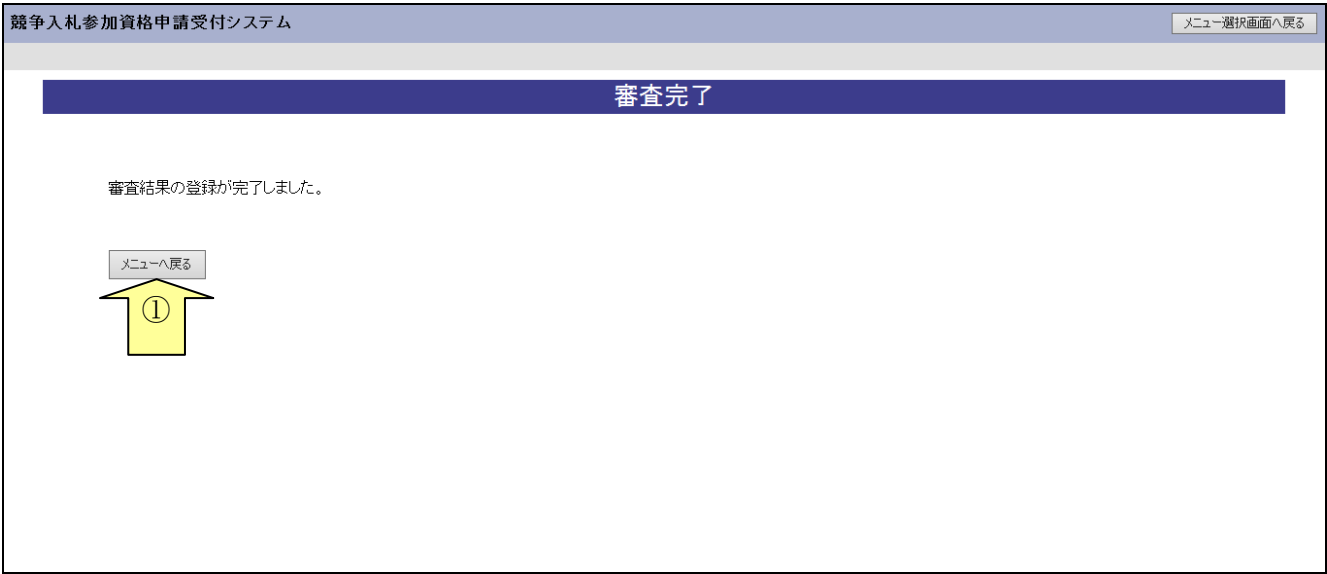 競争入札参加資格申請受付システム
メニュー選択画面へ戻る
審査完了
審査結果の登録が完了しました。
メニューへ戻る
①